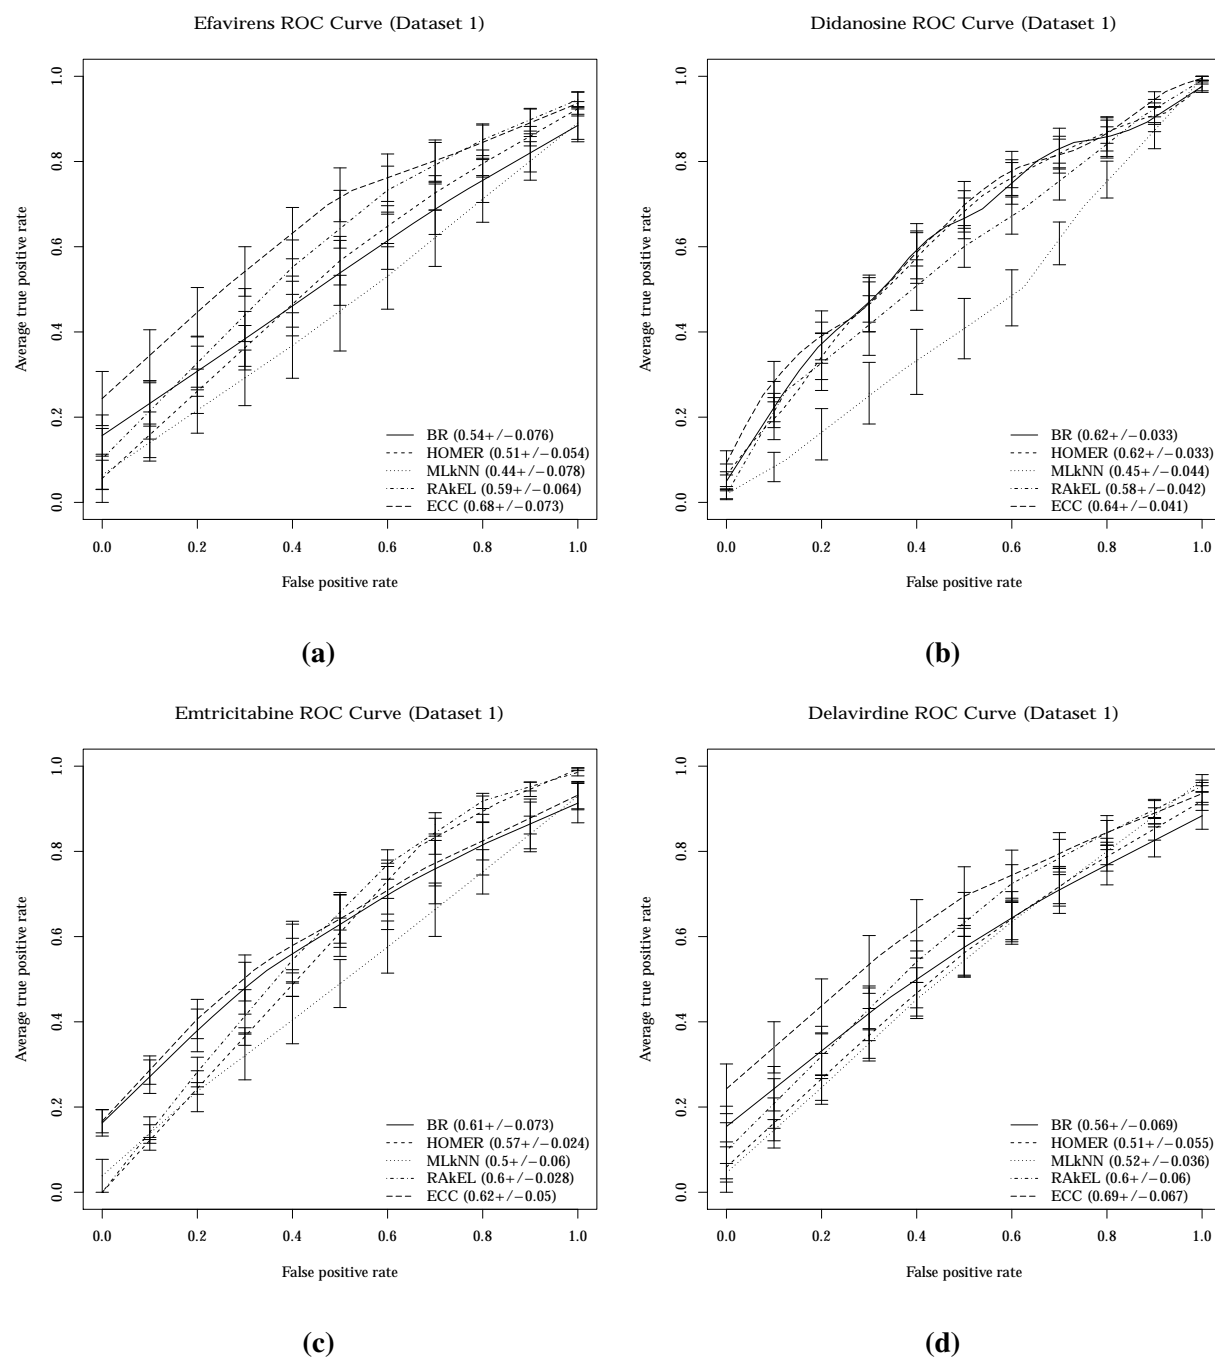 Efavirens ROC Curve (Dataset 1)
Average true positive rate
1.0
0.8
0.6
0.4
0.2
0.0
BR (0.54+/−0.076)
HOMER (0.51+/−0.054)
MLkNN (0.44+/−0.078)
RAkEL (0.59+/−0.064)
ECC (0.68+/−0.073)
0.0 0.2 0.4 0.6 0.8 1.0
False positive rate
(a)
Didanosine ROC Curve (Dataset 1)
Average true positive rate
1.0
0.8
0.6
0.4
0.2
0.0
BR (0.62+/−0.033)
HOMER (0.62+/−0.033)
MLkNN (0.45+/−0.044)
RAkEL (0.58+/−0.042)
ECC (0.64+/−0.041)
0.0 0.2 0.4 0.6 0.8 1.0
False positive rate
(b)
Emtricitabine ROC Curve (Dataset 1)
Average true positive rate
1.0
0.8
0.6
0.4
0.2
0.0
BR (0.61+/−0.073)
HOMER (0.57+/−0.024)
MLkNN (0.5+/−0.06)
RAkEL (0.6+/−0.028)
ECC (0.62+/−0.05)
0.0 0.2 0.4 0.6 0.8 1.0
False positive rate
(c)
Delavirdine ROC Curve (Dataset 1)
Average true positive rate
1.0
0.8
0.6
0.4
0.2
0.0
BR (0.56+/−0.069)
HOMER (0.51+/−0.055)
MLkNN (0.52+/−0.036)
RAkEL (0.6+/−0.06)
ECC (0.69+/−0.067)
0.0 0.2 0.4 0.6 0.8 1.0
False positive rate
(d)